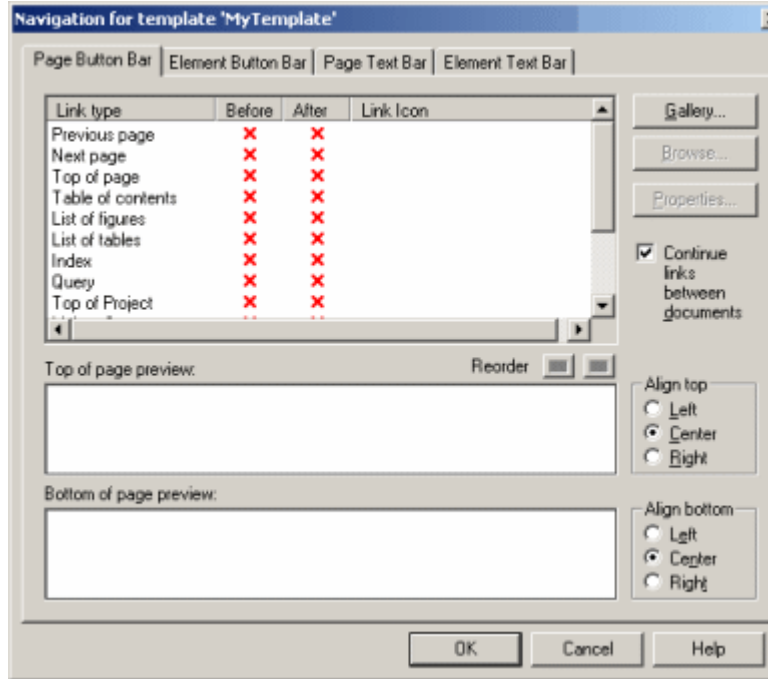 Navigation for template 'MyTemplate'
Page Button Bar Element Button Bar Page Text Bar Element Text Bar
Link type Before After Link Icon
Previous page
Next page
Top of page
Table of contents
List of figures
List of tables
Index
Query
Top of Project
Gallery...
Browse...
Properties...
Continue
links
between
documents
Top of page preview: Reorder
Align top
Left
Center
Right
Bottom of page preview:
Align bottom
Left
Center
Right
OK Cancel Help